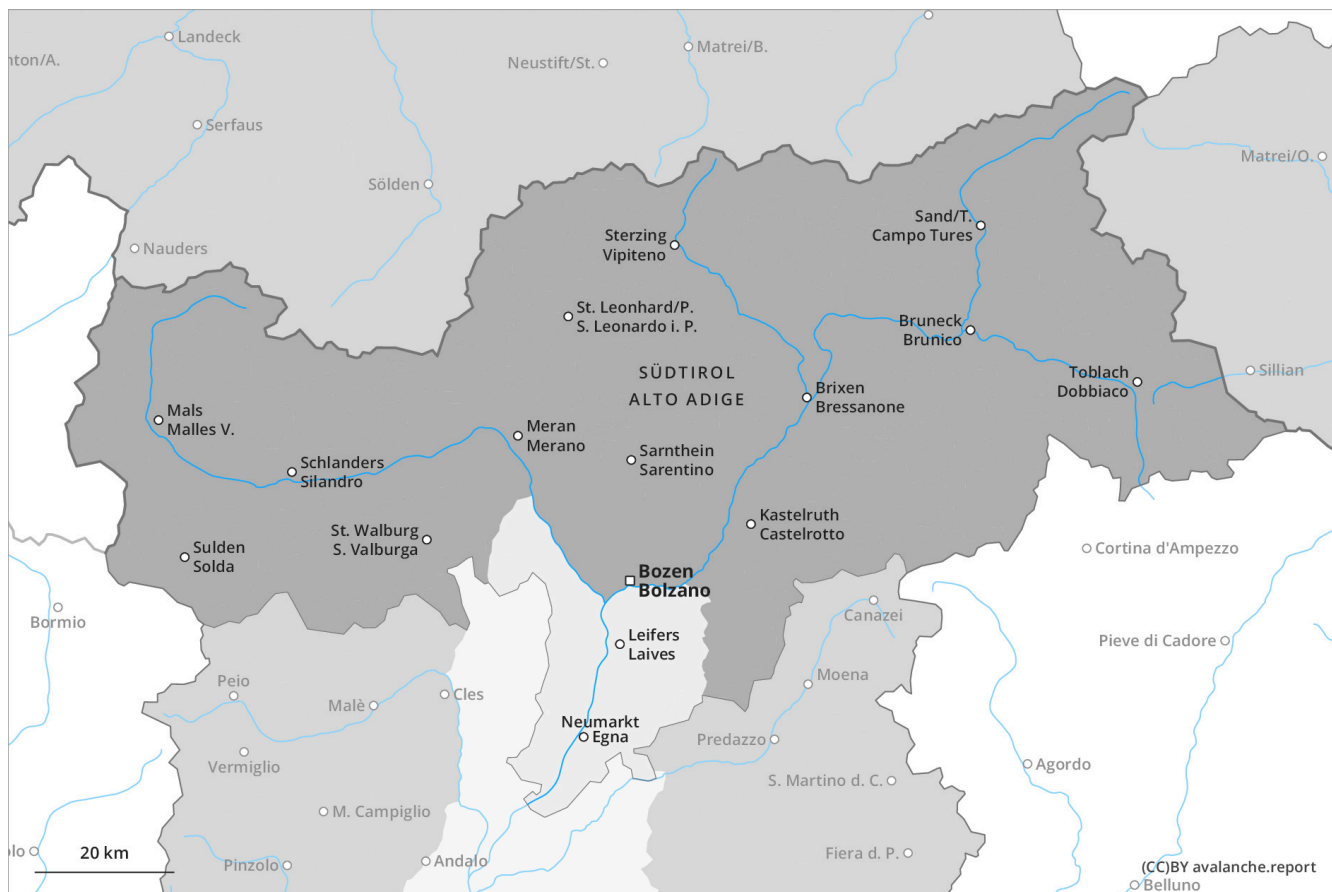 Landeck
nton/A.
Neustift/St.
Matrei/B.
Serfaus
Matrei/O.
Sölden
Nauders
Sand/T.
Campo Tures
Sterzing
Vipiteno
St. Leonhard/P.
S. Leonardo i. P.
Bruneck
Brunico
SÜDTIROL
ALTO ADIGE
Toblach
Dobbiaco
Sillian
Brixen
Bressanone
Mals
Malles V.
Meran
Merano
Sarnthein
Sarentino
Schlanders
Silandro
Kastelruth
Castelrotto
St. Walburg
S. Valburga
Sulden
Solda
Cortina d'Ampezzo
Bozen
Bolzano
Bormio
Canazei
Leifers
Laives
Pieve di Cadore
Peio
Moena
Malè
Cles
Neumarkt
Egna
Predazzo
Vermiglio
Agordo
S. Martino d. C.
M. Campiglio
20 km
olo
Pinzolo
Andalo
Fiera d. P.
(CC)BY avalanche.report
Belluno